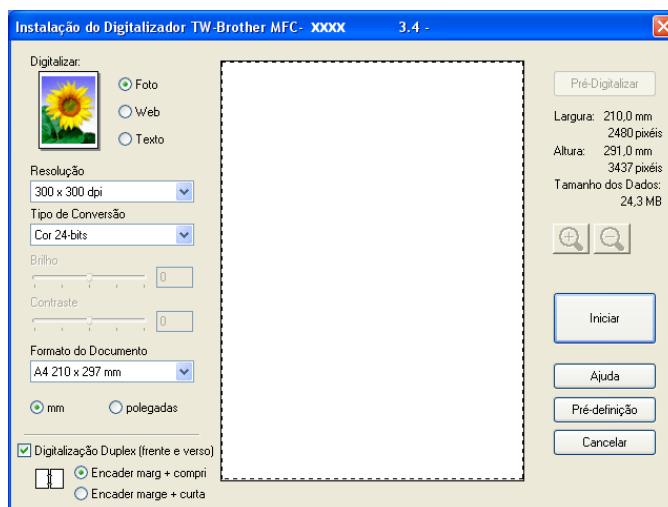 Instalação do Digitalizador TW-Brother MFC- XXXX 3.4 -
Digitalizar:
Foto
Web
Texto
Resolução
300 x 300 dpi
Tipo de Conversão
Cor 24-bits
Brilho
0
Contraste
0
Formato do Documento
A4 210 x 297 mm
mm
polegadas
Digitalização Duplex (frente e verso)
Encader marg + compri
Encader marge + curta
Pré-Digitalizar
Largura: 210,0 mm
2480 pixéis
Altura: 291,0 mm
3437 pixéis
Tamanho dos Dados:
24,3 MB
Iniciar
Ajuda
Pré-definição
Cancelar